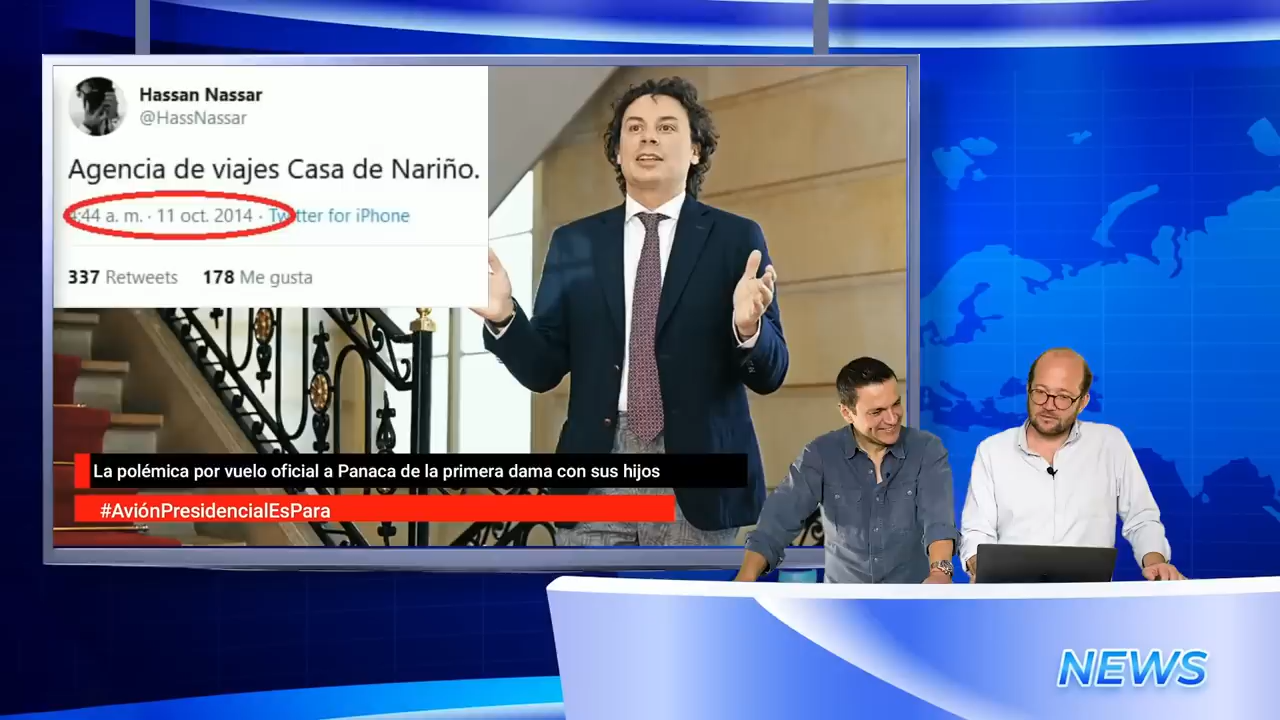 Hassan Nassar
@HassNassar
Agencia de viajes Casa de Nariño.
:44 a. m. · 11 oct. 2014 · Twitter for iPhone
337 Retweets 178 Me gusta
La polémica por vuelo oficial a Panaca de la primera dama con sus hijos
#AviónPresidencialEsPara
NEWS